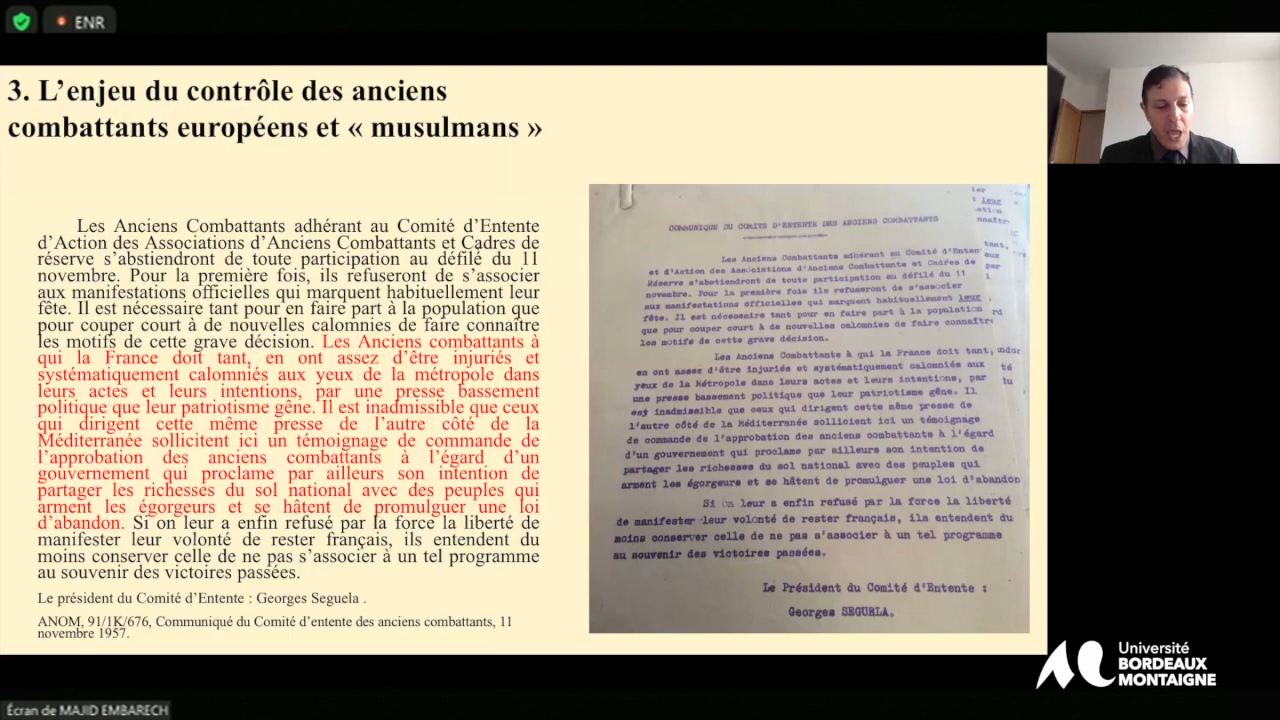 ENR
3. L’enjeu du contrôle des anciens
combattants européens et « musulmans »
Les Anciens Combattants adhérant au Comité d’Entente
d’Action des Associations d’Anciens Combattants et Cadres de
réserve s’abstiendront de toute participation au défilé du 11
novembre. Pour la première fois, ils refuseront de s’associer
aux manifestations officielles qui marquent habituellement leur
fête. Il est nécessaire tant pour en faire part à la population que
pour couper court à de nouvelles calomnies de faire connaître
les motifs de cette grave décision. Les Anciens combattants à
qui la France doit tant, en ont assez d’être injuriés et
systématiquement calomniés aux yeux de la métropole dans
leurs actes et leurs intentions, par une presse bassement
politique que leur patriotisme gêne. Il est inadmissible que ceux
qui dirigent cette même presse de l’autre côté de la
Méditerranée sollicitent ici un témoignage de commande de
l’approbation des anciens combattants à l’égard d’un
gouvernement qui proclame par ailleurs son intention de
partager les richesses du sol national avec des peuples qui
arment les égorgeurs et se hâtent de promulguer une loi
d’abandon. Si on leur a enfin refusé par la force la liberté de
manifester leur volonté de rester français, ils entendent du
moins conserver celle de ne pas s’associer à un tel programme
au souvenir des victoires passées.
Le président du Comité d’Entente : Georges Seguela .
ANOM, 91/1K/676, Communiqué du Comité d’entente des anciens combattants, 11
novembre 1957.
COMMUNIQUE DU COMITE D'ENTENTE DES ANCIENS COMBATTANTS
Les Anciens Combattants adhérant au Comité d'Entente
et d'Action des Associations d'Anciens Combattants et Cadres de
Réserve s'abstiendront de toute participation au défilé du 11
novembre. Pour la première fois ils refuseront de s'associer
aux manifestations officielles qui marquent habituellement leur
fête. Il est nécessaire tant pour en faire part à la population
que pour couper court à de nouvelles calomnies de faire connaître
les motifs de cette grave décision.
Les Anciens Combattants à qui la France doit tant,
en ont assez d'être injuriés et systématiquement calomniés aux
yeux de la Métropole dans leurs actes et leurs intentions, par
une presse bassement politique que leur patriotisme gêne. Il
est inadmissible que ceux qui dirigent cette même presse de
l'autre côté de la Méditerranée sollicient ici un témoignage
de commande de l'approbation des anciens combattants à l'égard
d'un gouvernement qui proclame par ailleurs son intention de
partager les richesses du sol national avec des peuples qui
arment les égorgeurs et se hâtent de promulguer une loi d'abandon
Si on leur a enfin refusé par la force la liberté
de manifester leur volonté de rester français, ils entendent du
moins conserver celle de ne pas s'associer à un tel programme
au souvenir des victoires passées.
Le Président du Comité d'Entente :
Georges SEGUELA.
Université
BORDEAUX
MONTAIGNE
Écran de MAJID EMBARECH